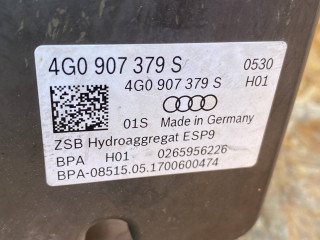 4G0 907 379 S 0530
4G0 907 379 S H01
01S Made in Germany
ZSB Hydroaggregat ESP9
BPA H01 0265956226
BPA-08515.05.1700600474